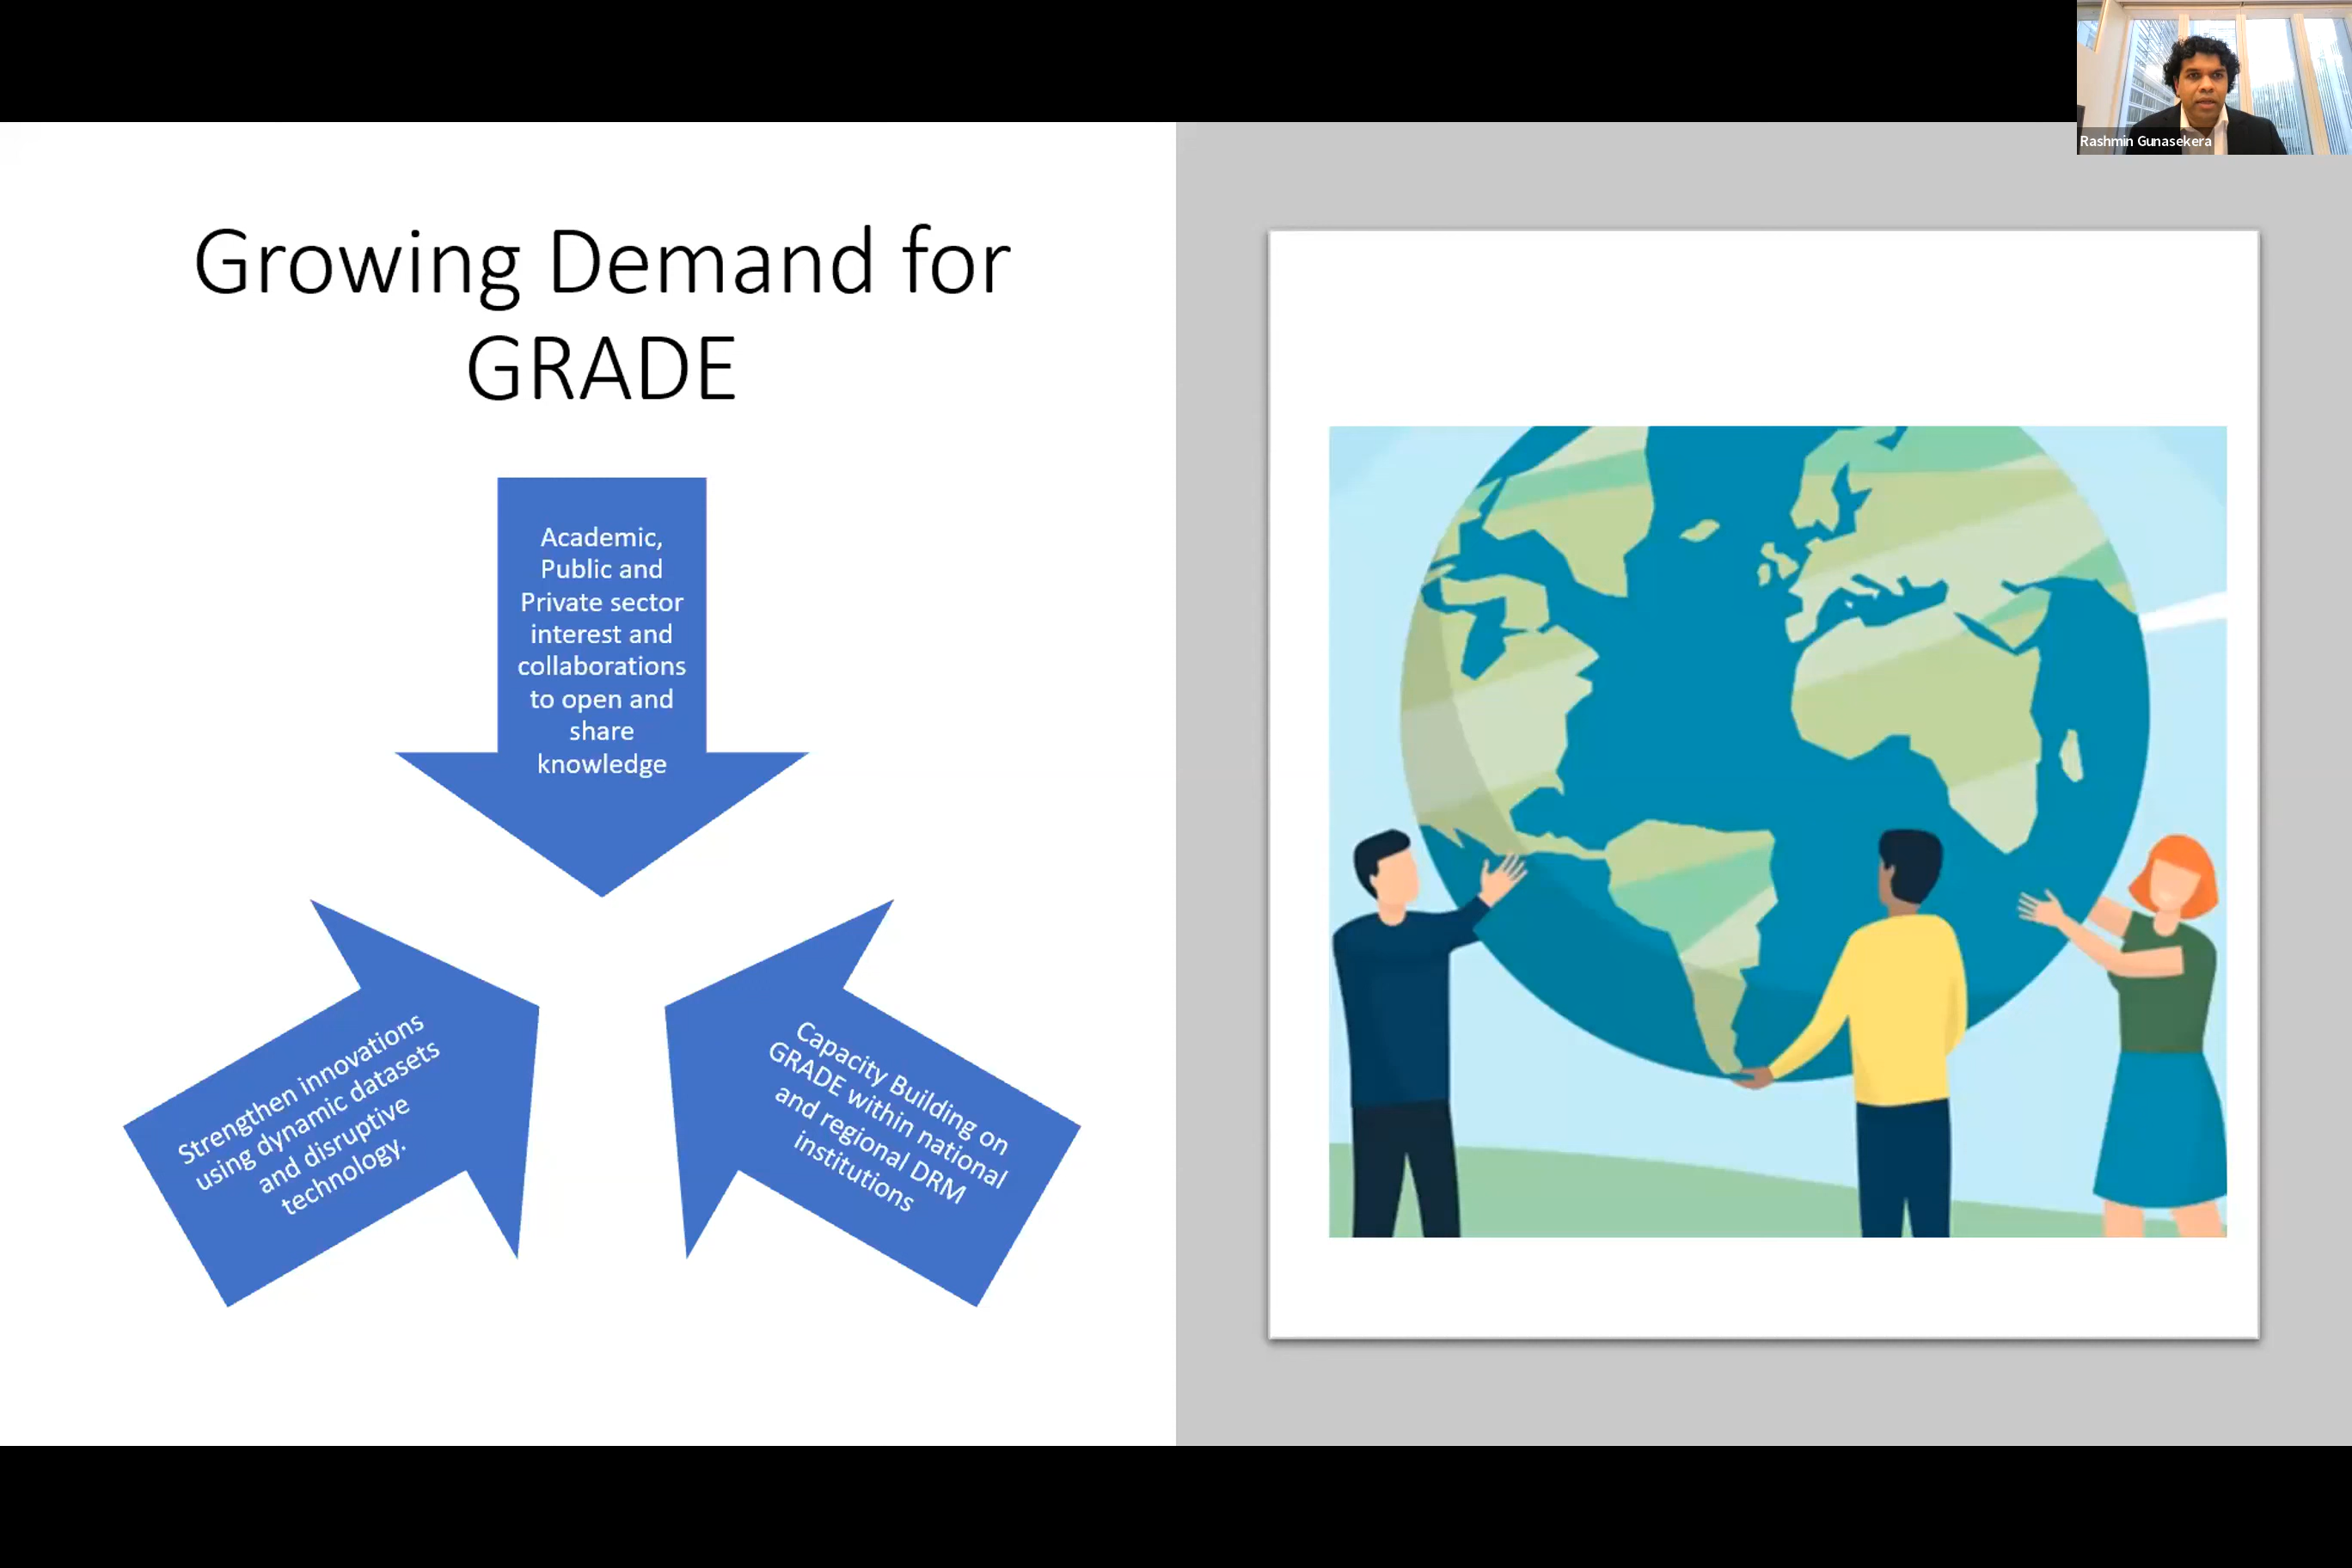 Rashmin Gunasekera
Growing Demand for
GRADE
Academic,
Public and
Private sector
interest and
collaborations
to open and
share
knowledge
Strengthen innovations
using dynamic datasets
and disruptive
technology.
Capacity Building on
GRADE within national
and regional DRM
institutions